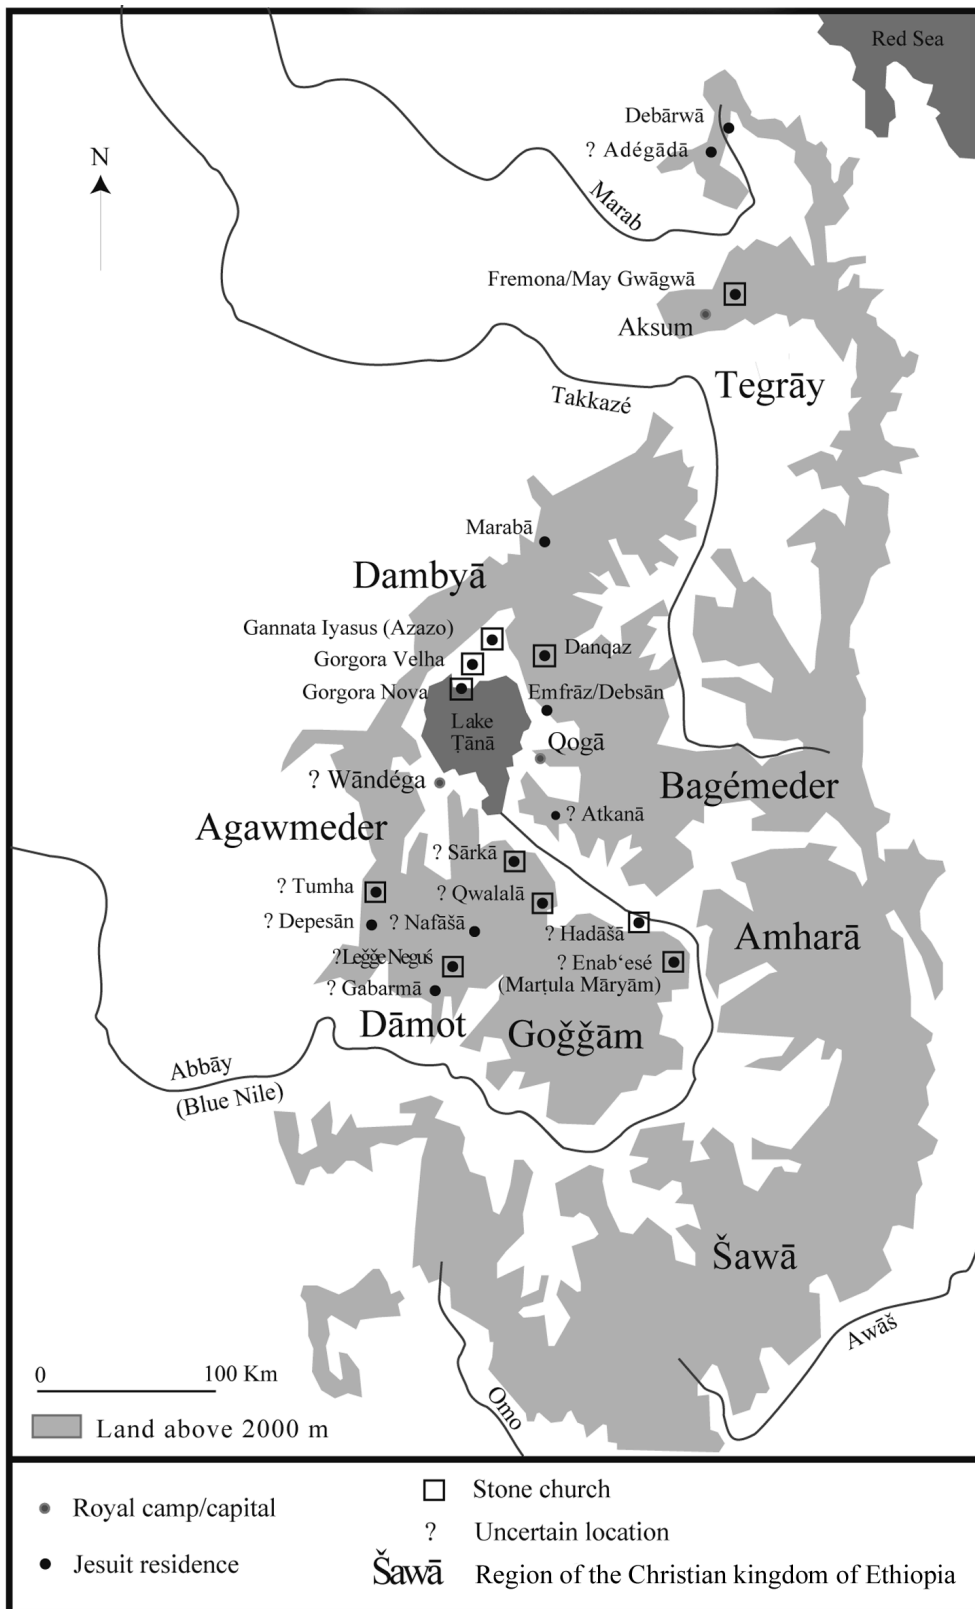 Red Sea
Debārwā
? Adégādā
N
Marab
Fremona/May Gwāgwā
Aksum
Tegrāy
Takkazé
Marabā
Dambyā
Gannata Iyasus (Azazo)
Danqaz
Gorgora Velha
Gorgora Nova
Emfrāz/Debsān
Lake
Ṭānā
Qogā
? Wāndéga
Bagémeder
? Atkanā
Agawmeder
? Sārkā
? Tumha
? Qwalalā
? Depesān
? Nafāšā
? Hadāšā
Amharā
?Leǧǧe Neguś
? Enab‘esé
(Marṭula Māryām)
? Gabarmā
Dāmot
Goǧǧām
Abbāy
(Blue Nile)
Šawā
Awāš
Omo
0 100 Km
Land above 2000 m
Royal camp/capital
Jesuit residence
Stone church
? Uncertain location
Šawā Region of the Christian kingdom of Ethiopia